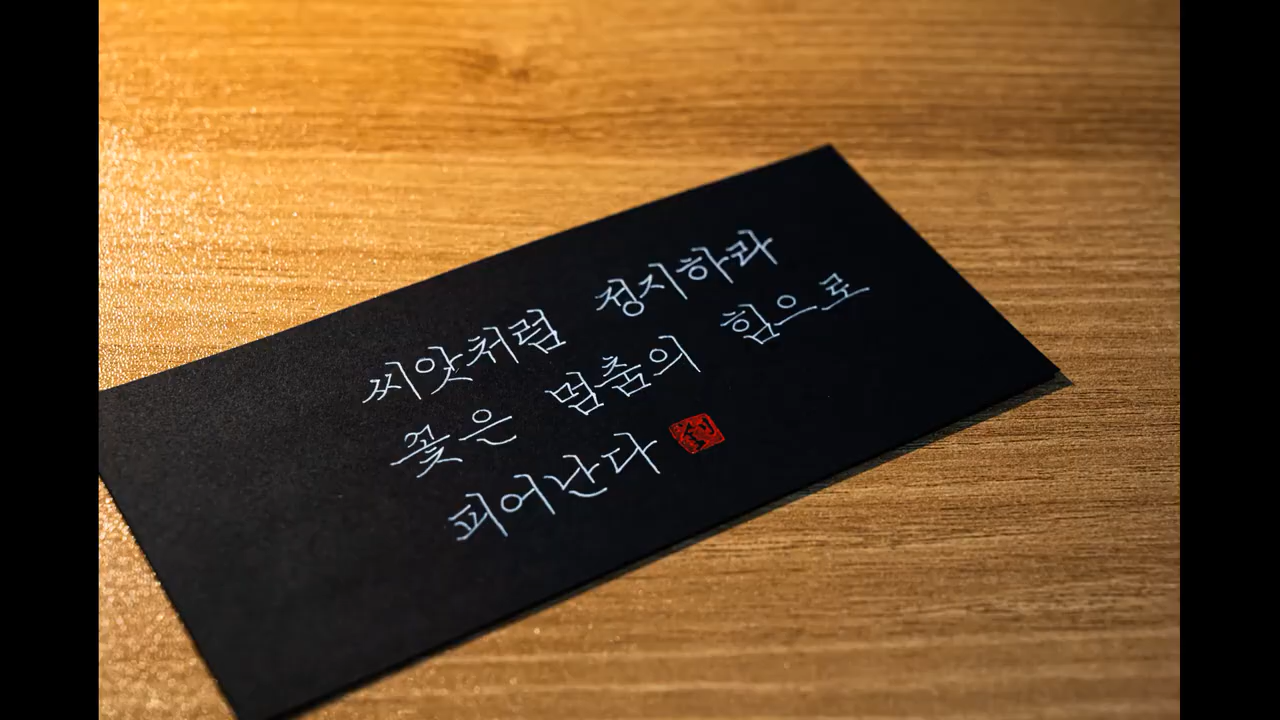 씨앗처럼 정지하라
꽃은 멈춤의 힘으로
피어난다